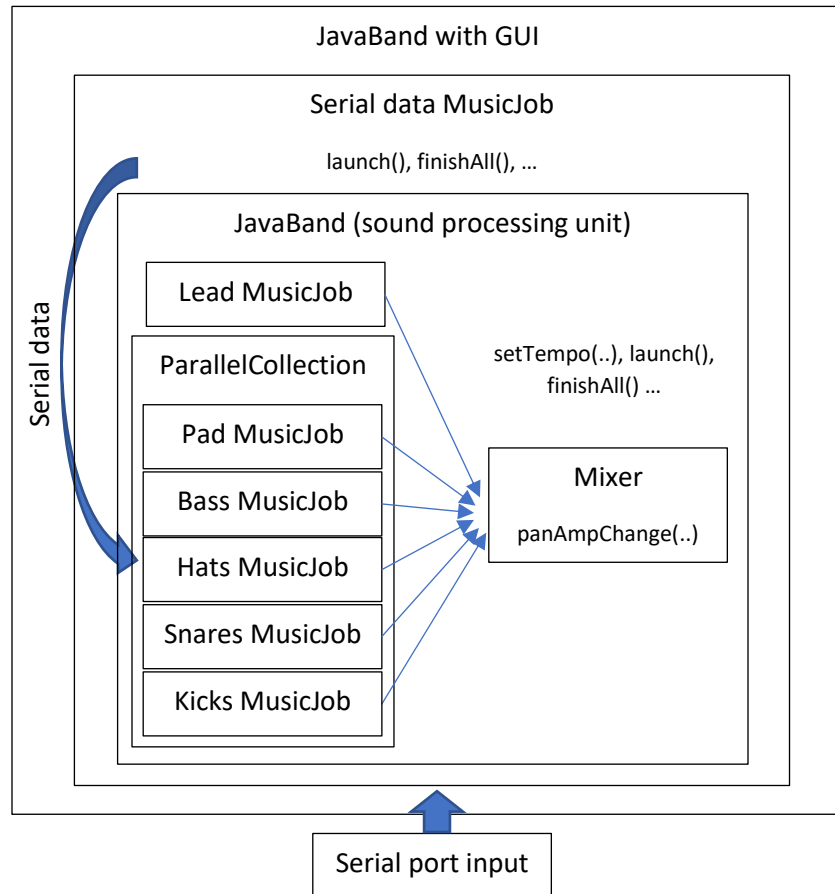 JavaBand with GUI
Serial data MusicJob
launch(), finishAll(), …
Serial data
JavaBand (sound processing unit)
Lead MusicJob
ParallelCollection
Pad MusicJob
Bass MusicJob
Hats MusicJob
Snares MusicJob
Kicks MusicJob
setTempo(..), launch(),
finishAll() …
Mixer
panAmpChange(..)
Serial port input